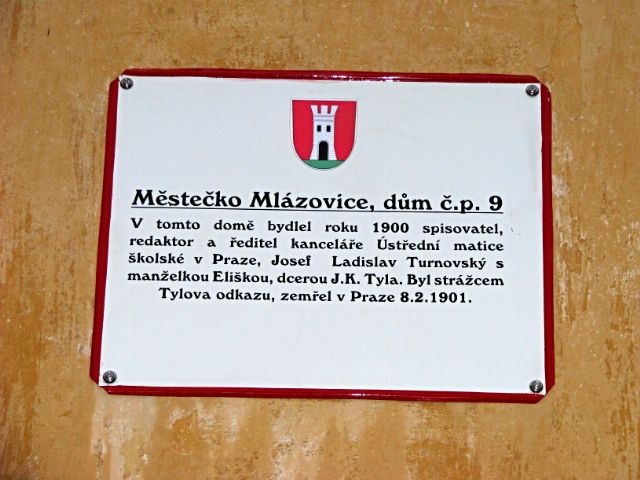 Městečko Mlázovice, dům č.p. 9
V tomto domě bydlel roku 1900 spisovatel,
redaktor a ředitel kanceláře Ústřední matice
školské v Praze, Josef Ladislav Turnovský s
manželkou Eliškou, dcerou J.K. Tyla. Byl strážcem
Tylova odkazu, zemřel v Praze 8.2.1901.